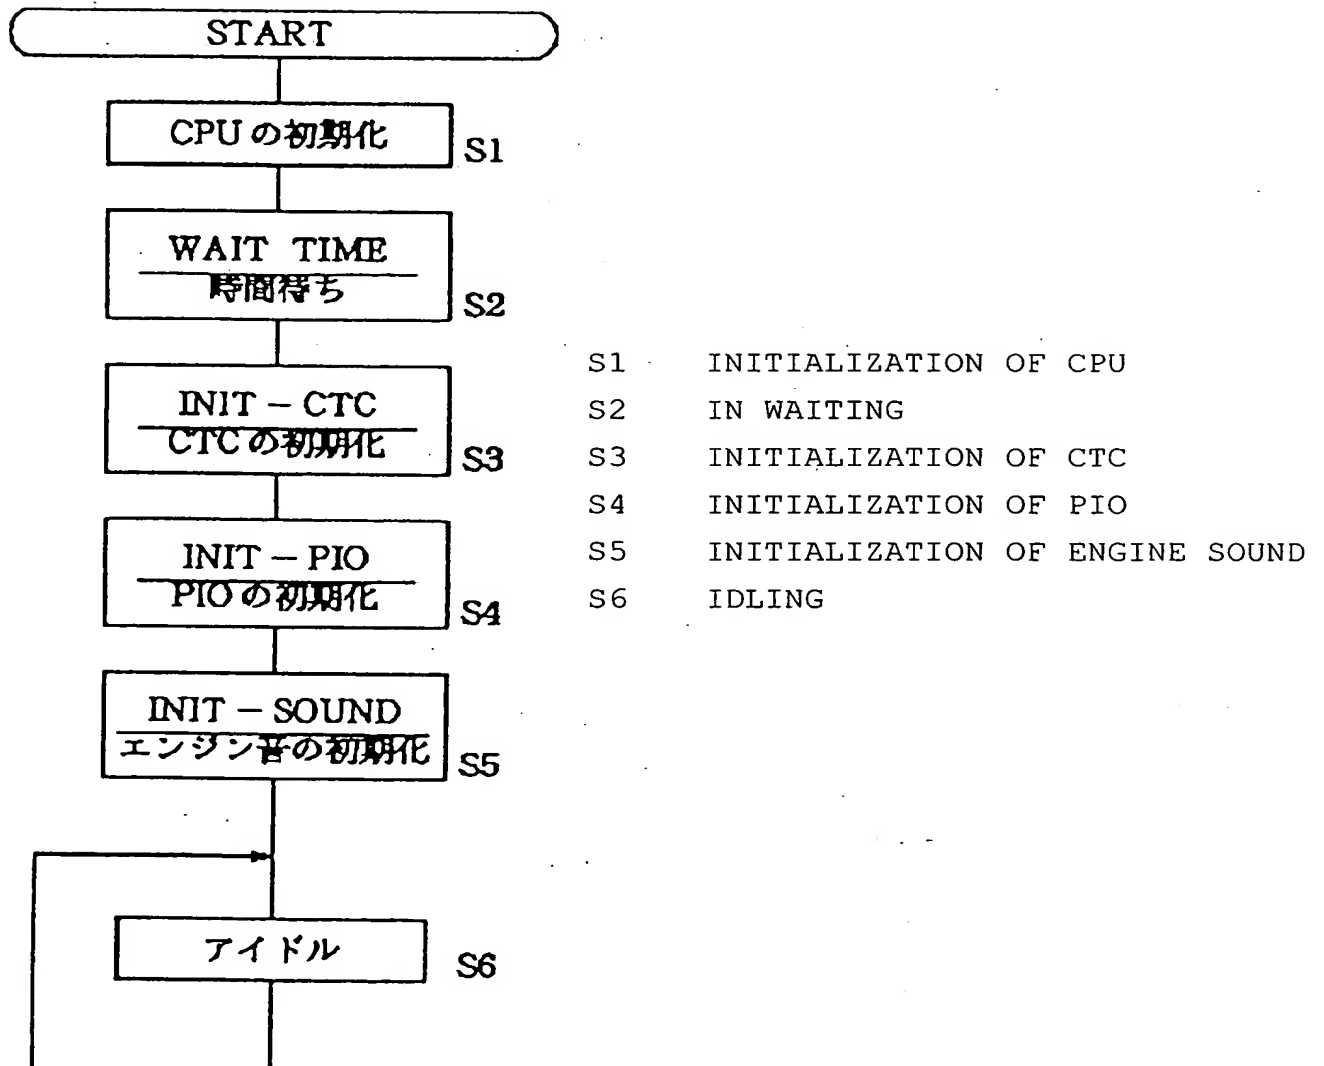 START
CPUの初期化
S1
WAIT TIME
時間待ち
S2
INIT－CTC
CTCの初期化
S3
INIT－PIO
PIOの初期化
S4
INIT－SOUND
エンジン音の初期化
S5
アイドル
S6
S1 INITIALIZATION OF CPU
S2 IN WAITING
S3 INITIALIZATION OF CTC
S4 INITIALIZATION OF PIO
S5 INITIALIZATION OF ENGINE SOUND
S6 IDLING